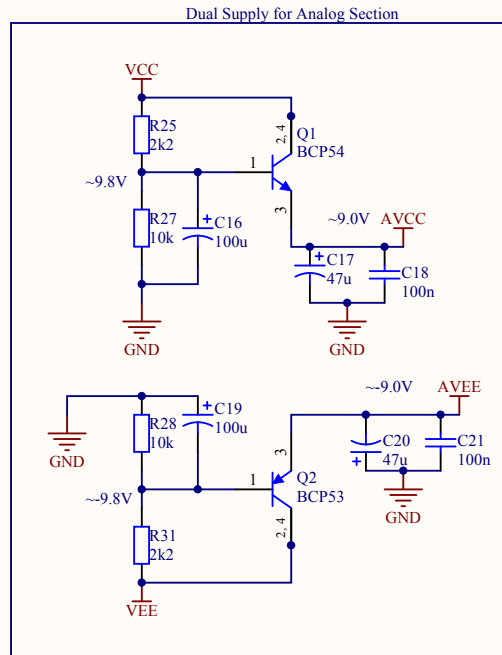 Dual Supply for Analog Section
VCC
R25
2k2
2, 4
Q1
BCP54
1
~9.8V
3
R27
10k
+
C16
100u
~9.0V
AVCC
+
C17
47u
C18
100n
GND
GND
~-9.0V
AVEE
R28
10k
+
C19
100u
GND
3
C20
47u
+
C21
100n
~-9.8V
1
Q2
BCP53
GND
2, 4
R31
2k2
VEE